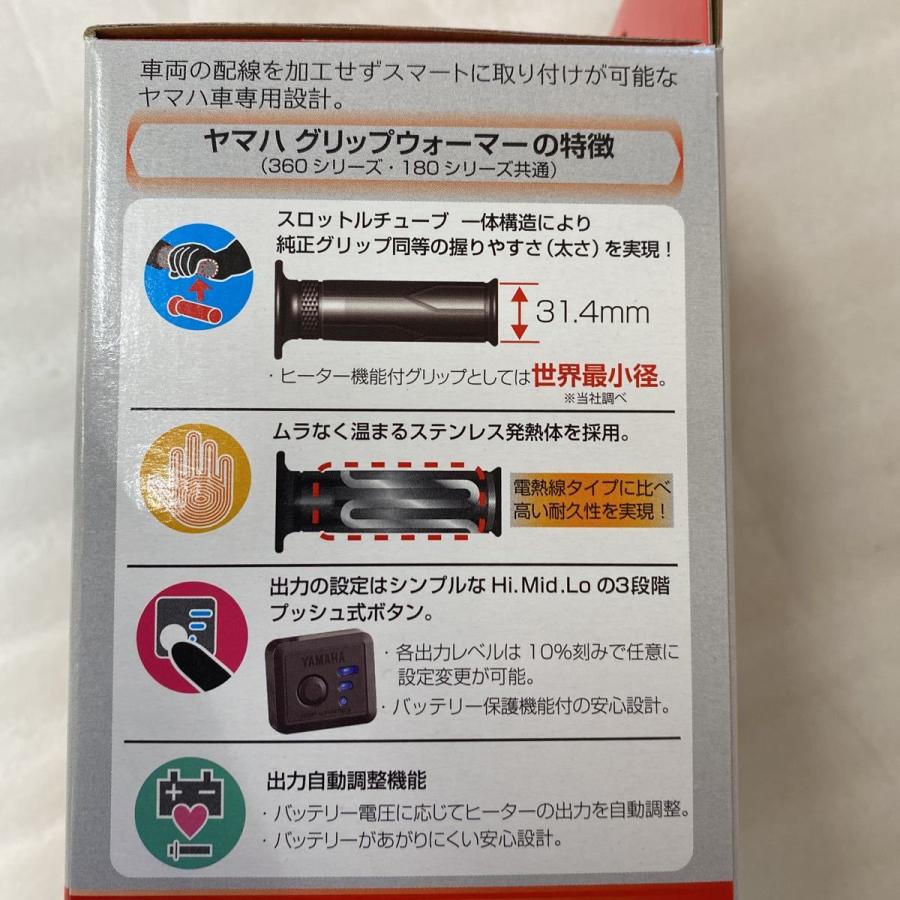 車両の配線を加工せずスマートに取り付けが可能な
ヤマハ車専用設計。
ヤマハ グリップウォーマーの特徴
（360シリーズ・180シリーズ共通）
スロットルチューブ 一体構造により
純正グリップ同等の握りやすさ（太さ）を実現！
31.4mm
・ヒーター機能付グリップとしては世界最小径。
※当社調べ
ムラなく温まるステンレス発熱体を採用。
電熱線タイプに比べ
高い耐久性を実現！
出力の設定はシンプルなHi.Mid.Loの3段階
プッシュ式ボタン。
YAMAHA
・各出力レベルは10%刻みで任意に
設定変更が可能。
・バッテリー保護機能付の安心設計。
出力自動調整機能
・バッテリー電圧に応じてヒーターの出力を自動調整。
・バッテリーがあがりにくい安心設計。